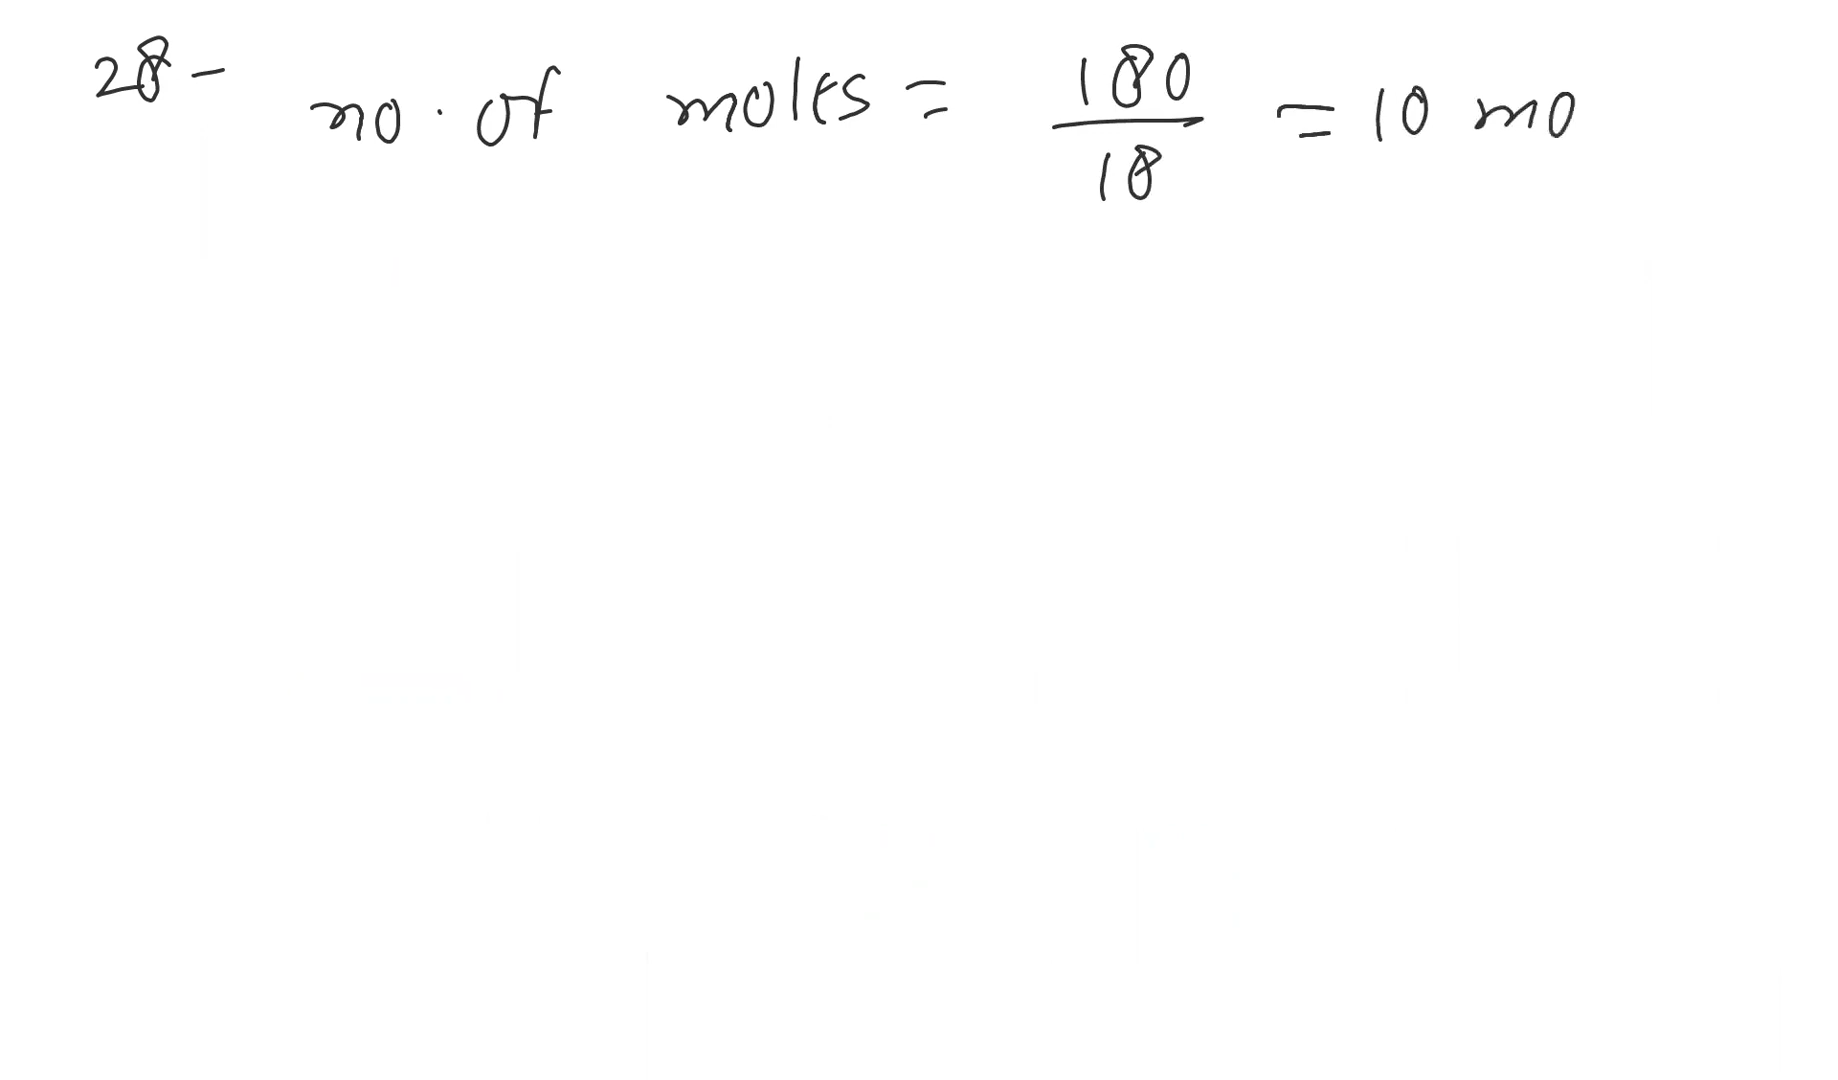 28- no. of moles = 180/18 = 10 mo